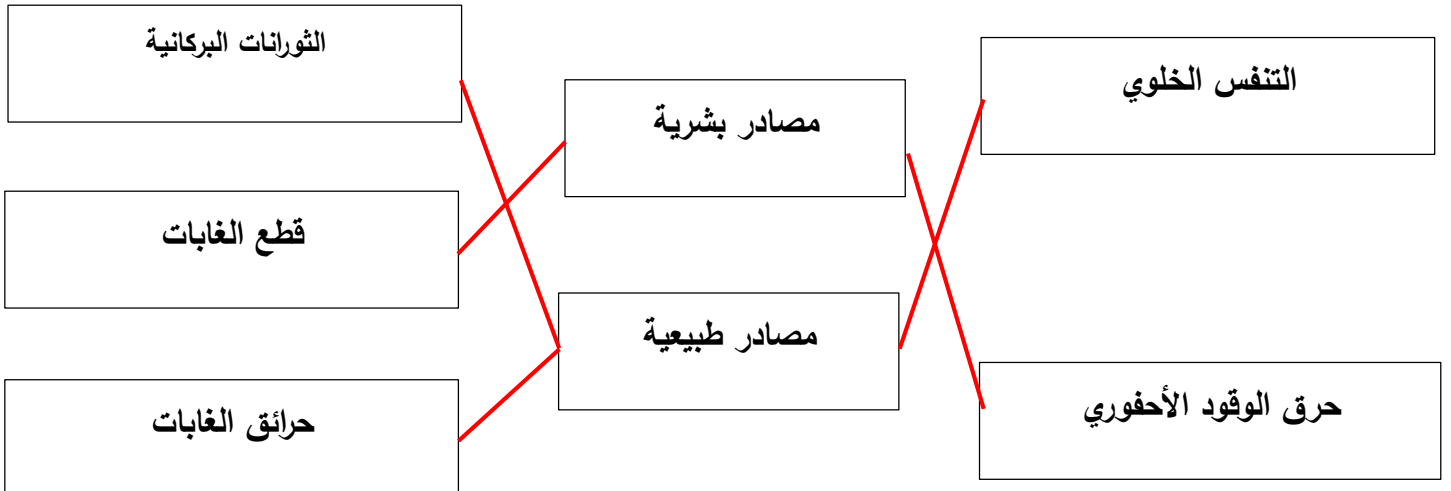 التنفس الخلوي
حرق الوقود الأحفوري
مصادر بشرية
مصادر طبيعية
الثورانات البركانية
قطع الغابات
حرائق الغابات